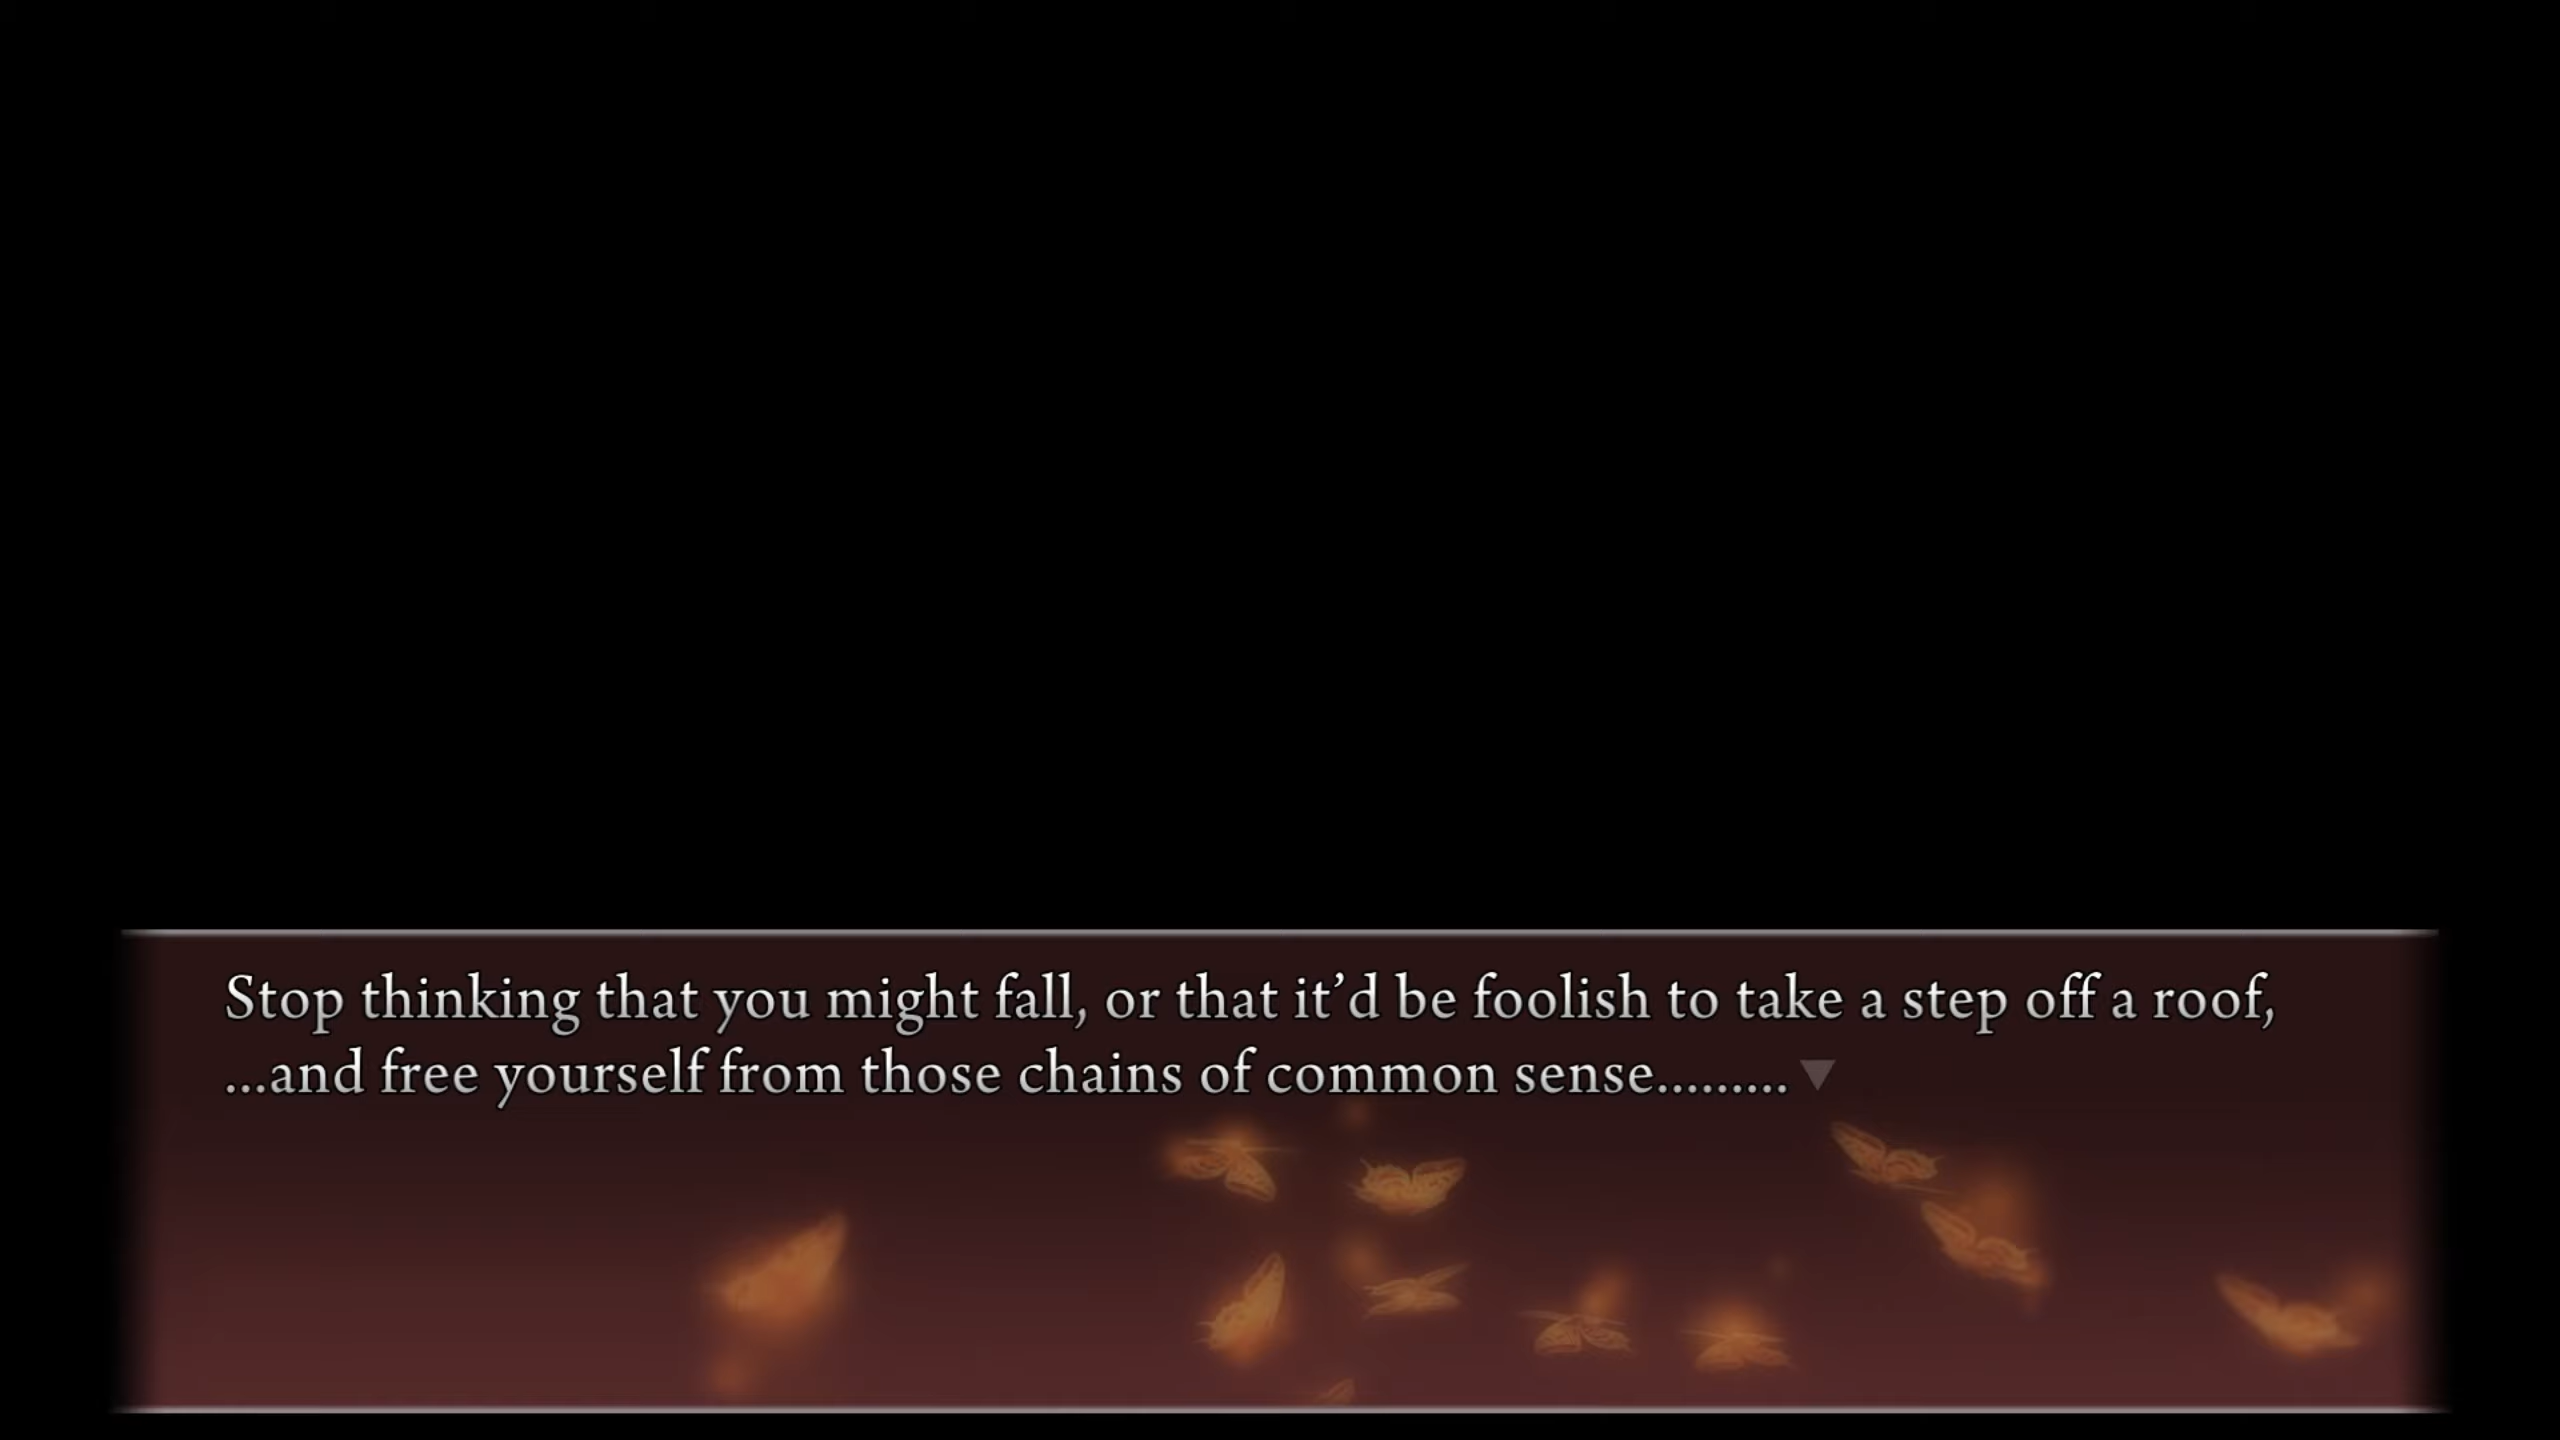 Stop thinking that you might fall, or that it’d be foolish to take a step off a roof,
...and free yourself from those chains of common sense.........